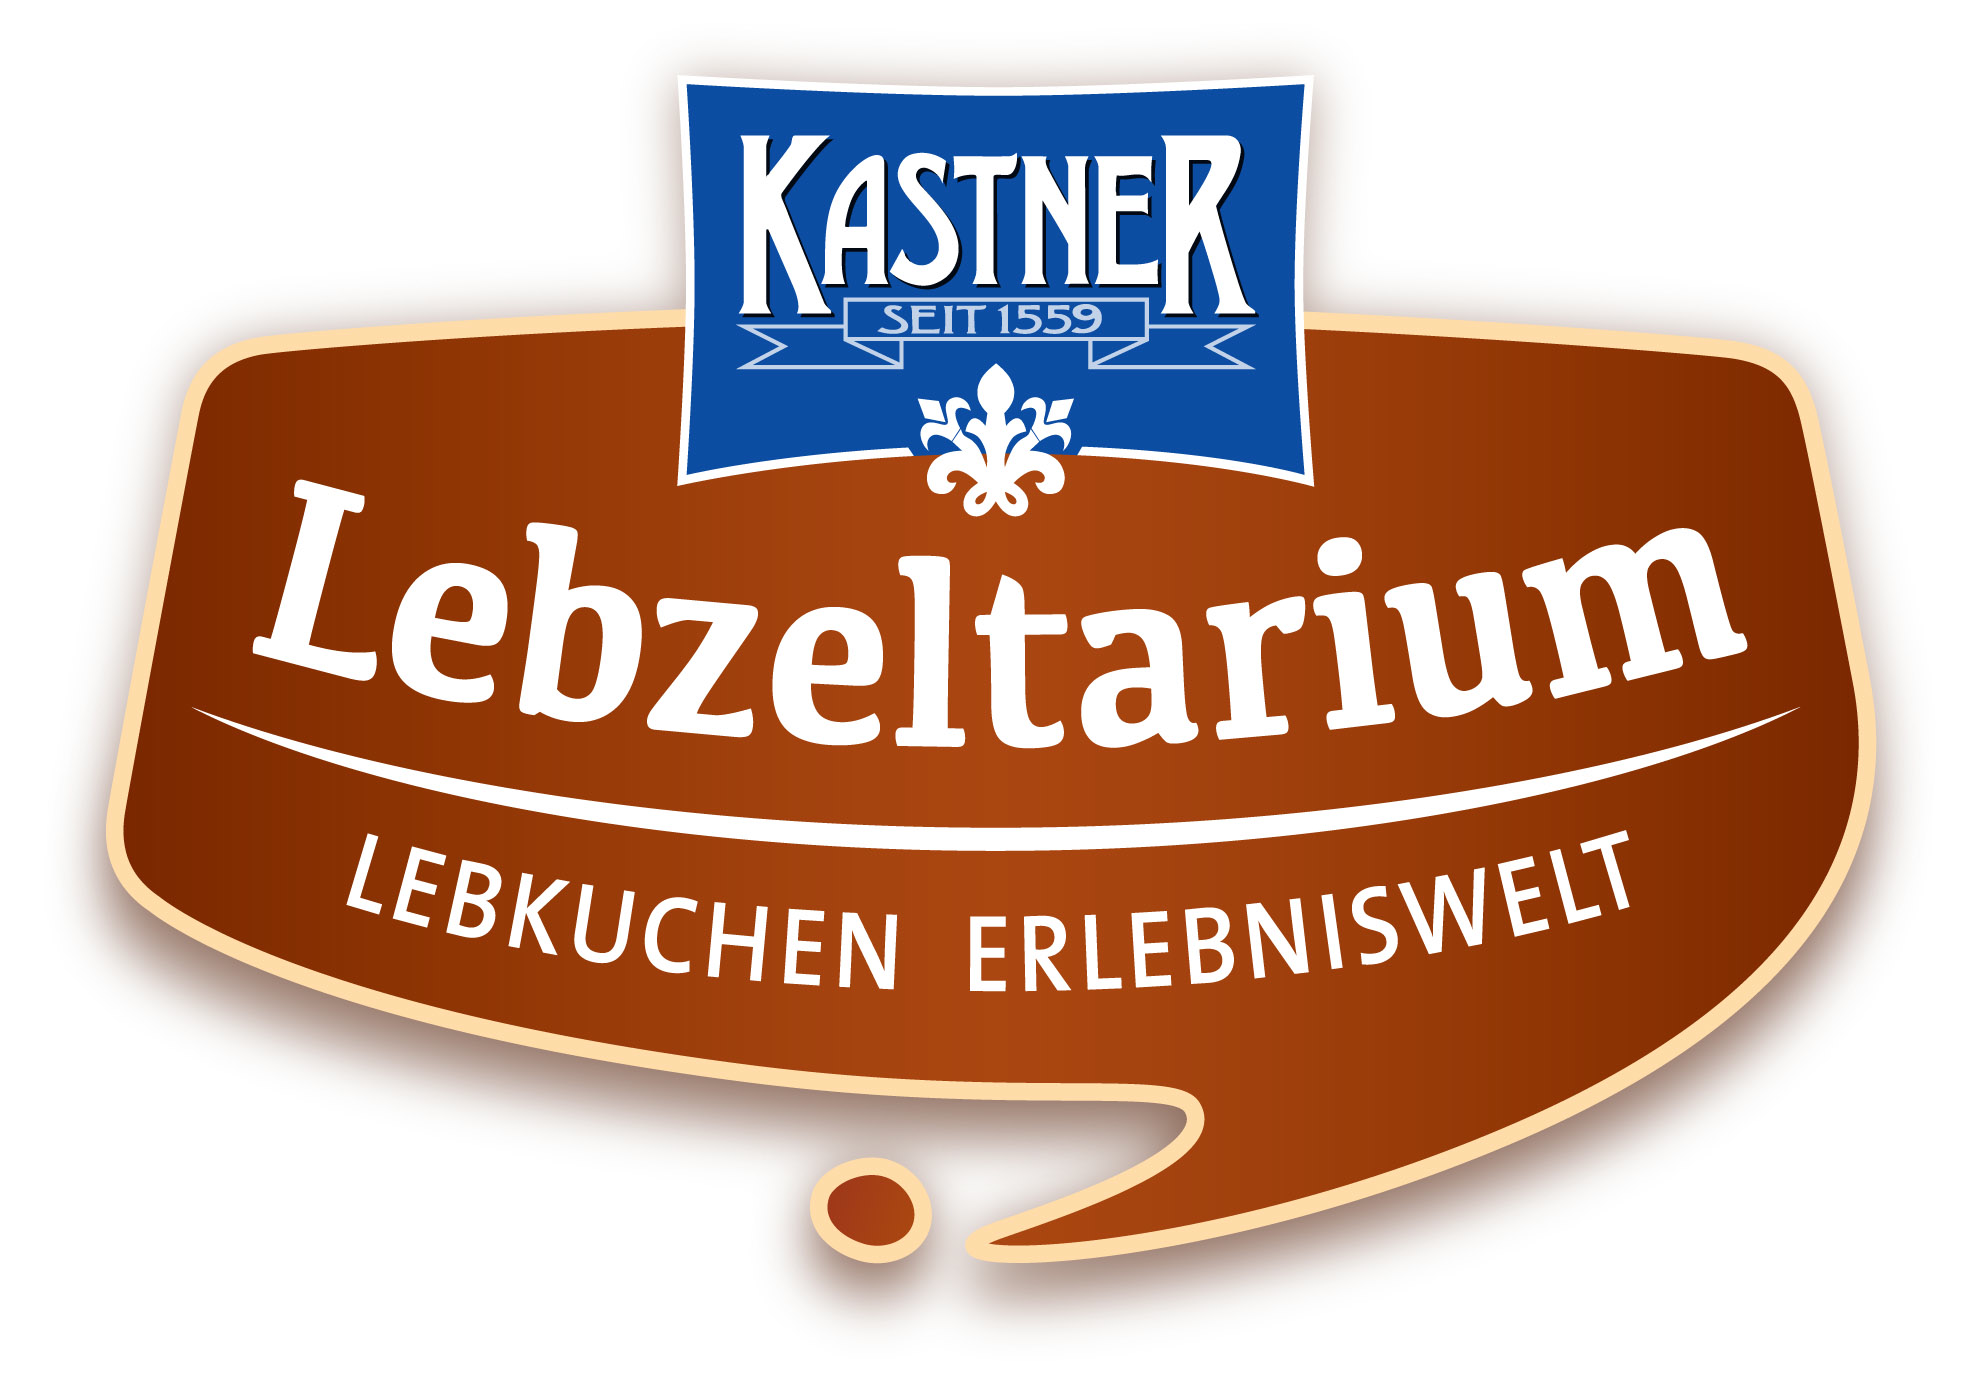 KASTNER
SEIT 1559
Lebzeltarium
LEBKUCHEN ERLEBNISWELT